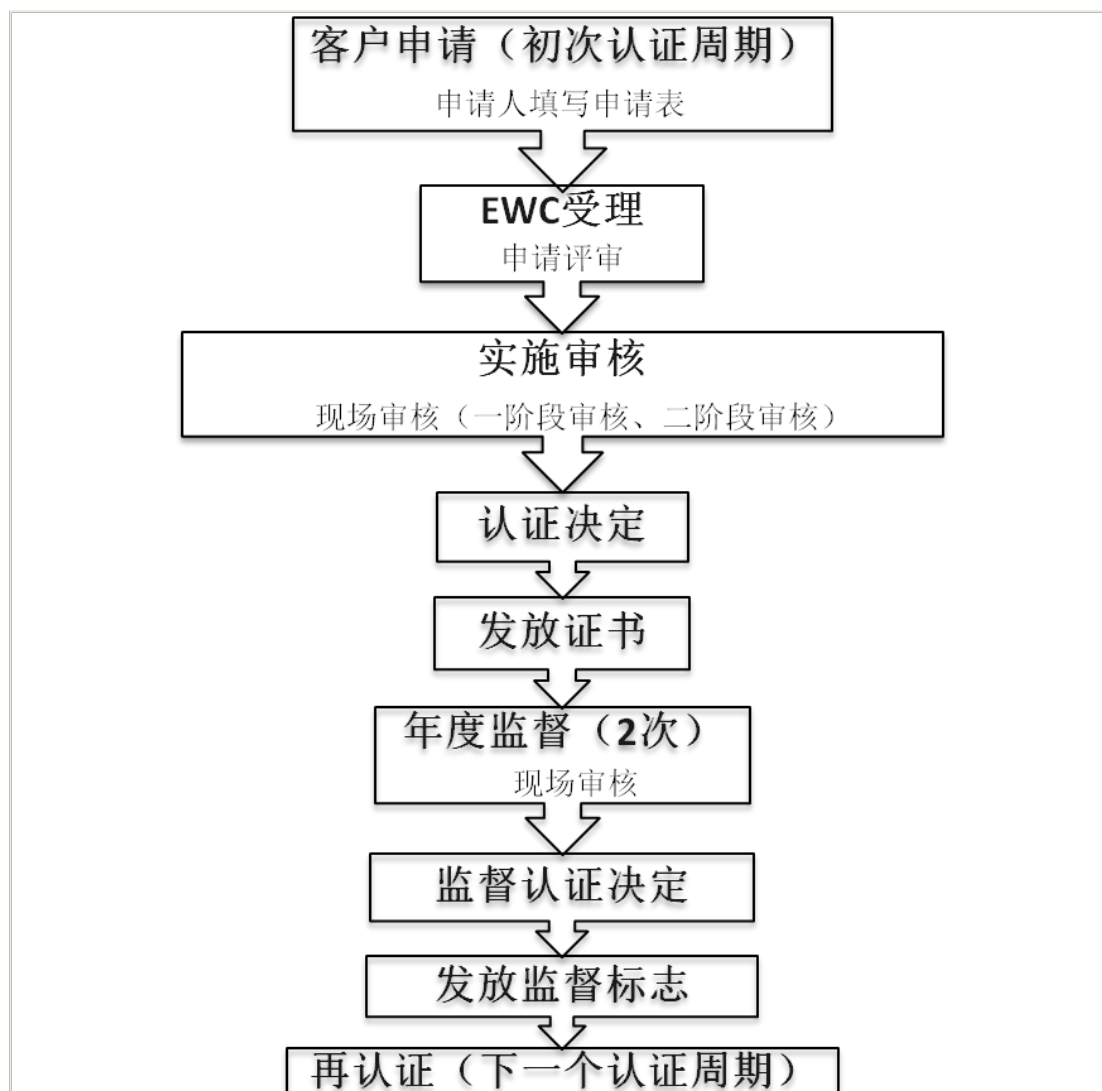 客户申请（初次认证周期）
申请人填写申请表
EWC受理
申请评审
实施审核
现场审核（一阶段审核、二阶段审核）
认证决定
发放证书
年度监督（2次）
现场审核
监督认证决定
发放监督标志
再认证（下一个认证周期）